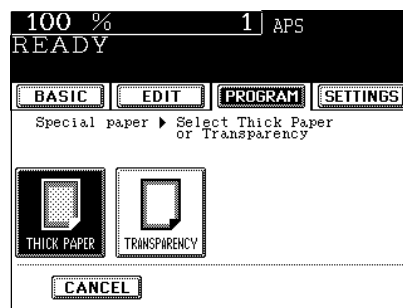 100 % 1 APS
READY
BASIC EDIT PROGRAM SETTINGS
Special paper ▶ Select Thick Paper
or Transparency
THICK PAPER TRANSPARENCY
CANCEL